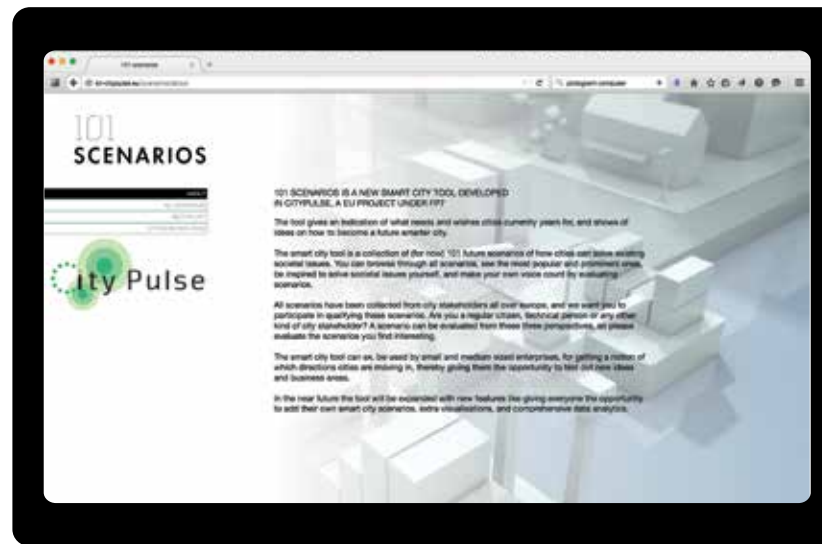 101 scenarios
101
SCENARIOS
ABOUT
City Pulse
101 SCENARIOS IS A NEW SMART CITY TOOL DEVELOPED
IN CITYPULSE, A EU PROJECT UNDER FP7
The tool gives an indication of what needs and wishes cities currently years for, and shows of
ideas on how to become a future smarter city.
The smart city tool is a collection of (for now) 101 future scenarios of how cities can solve existing
societal issues. You can browse through all scenarios, see the most popular and prominent ones,
be inspired to solve societal issues yourself, and make your own voice count by evaluating
scenarios.
All scenarios have been collected from city stakeholders all over europe, and we want you to
participate in qualifying these scenarios. Are you a regular citizen, technical person or any other
kind of city stakeholder? A scenario can be evaluated from these three perspectives, so please
evaluate the scenarios you find interesting.
The smart city tool can ex. be used by small and medium sized enterprises, for getting a notion of
which directions cities are moving in, thereby giving them the opportunity to test out new ideas
and business areas.
In the near future the tool will be expanded with new features like giving everyone the opportunity
to add their own smart city scenarios, extra visualisations, and comprehensive data analytics.